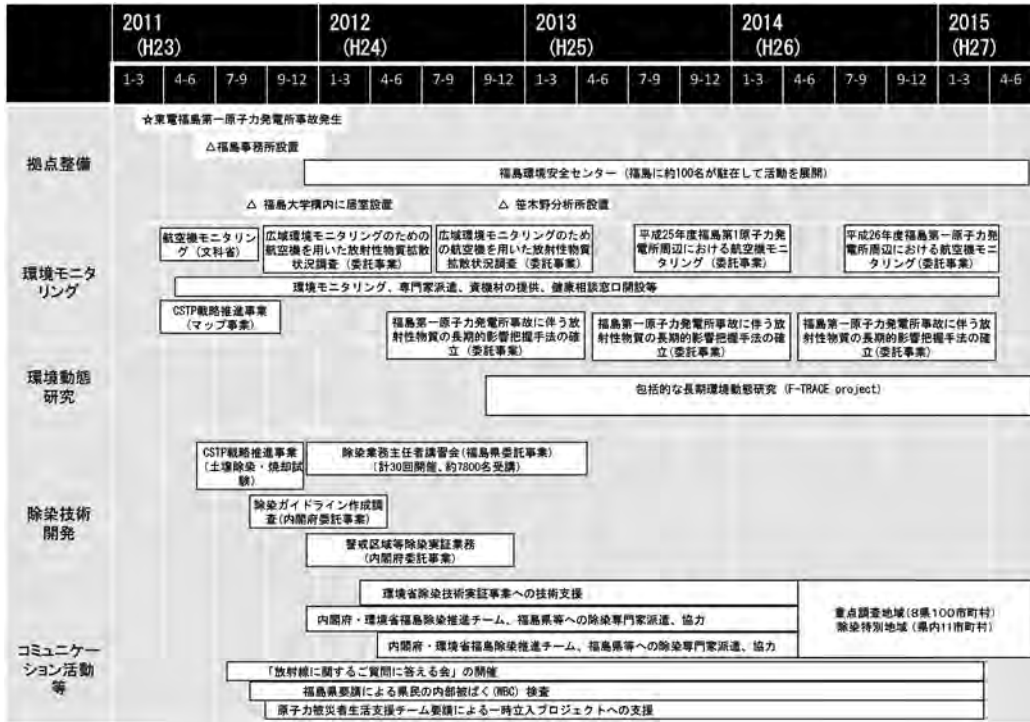 2011 2012 2013 2014 2015
(H23) (H24) (H25) (H26) (H27)
1-3 4-6 7-9 9-12 1-3 4-6 7-9 9-12 1-3 4-6 7-9 9-12 1-3 4-6 7-9 9-12 1-3 4-6
拠点整備
☆東電福島第一原子力発電所事故発生
△福島事務所設置
福島環境安全センター (福島に約100名が駐在して活動を展開)
△ 福島大学構内に居室設置
△ 笹木野分析所設置
環境モニタ
リング
航空機モニタリン
グ (文科省)
広域環境モニタリングのための
航空機を用いた放射性物質拡散
状況調査 (委託事業)
広域環境モニタリングのため
の航空機を用いた放射性物質
拡散状況調査 (委託事業)
平成25年度福島第1原子力発
電所周辺における航空機モニ
タリング (委託事業)
平成26年度福島第一原子力発
電所周辺における航空機モニ
タリング(委託事業)
環境モニタリング、専門家派遣、資機材の提供、健康相談窓口開設等
CSTP戦略推進事業
(マップ事業)
福島第一原子力発電所事故に伴う放
射性物質の長期的影響把握手法の確
立 (委託事業)
福島第一原子力発電所事故に伴う放
射性物質の長期的影響把握手法の確
立(委託事業)
福島第一原子力発電所事故に伴う放
射性物質の長期的影響把握手法の確
立(委託事業)
環境動態
研究
包括的な長期環境動態研究 (F-TRACE project)
除染技術
開発
CSTP戦略推進事業
(土壌除染・焼却試
験)
除染業務主任者講習会(福島県委託事業)
(計30回開催、約7800名受講)
除染ガイドライン作成調
査(内閣府委託事業)
警戒区域等除染実証業務
(内閣府委託事業)
コミュニケー
ション活動
等
環境省除染技術実証事業への技術支援
内閣府・環境省福島除染推進チーム、福島県等への除染専門家派遣、協力
内閣府・環境省福島除染推進チーム、福島県等への除染専門家派遣、協力
重点調査地域(8県100市町村)
除染特別地域 (県内11市町村)
「放射線に関するご質問に答える会」の開催
福島県要請による県民の内部被ばく(WBC) 検査
原子力被災者生活支援チーム要請による一時立入プロジェクトへの支援